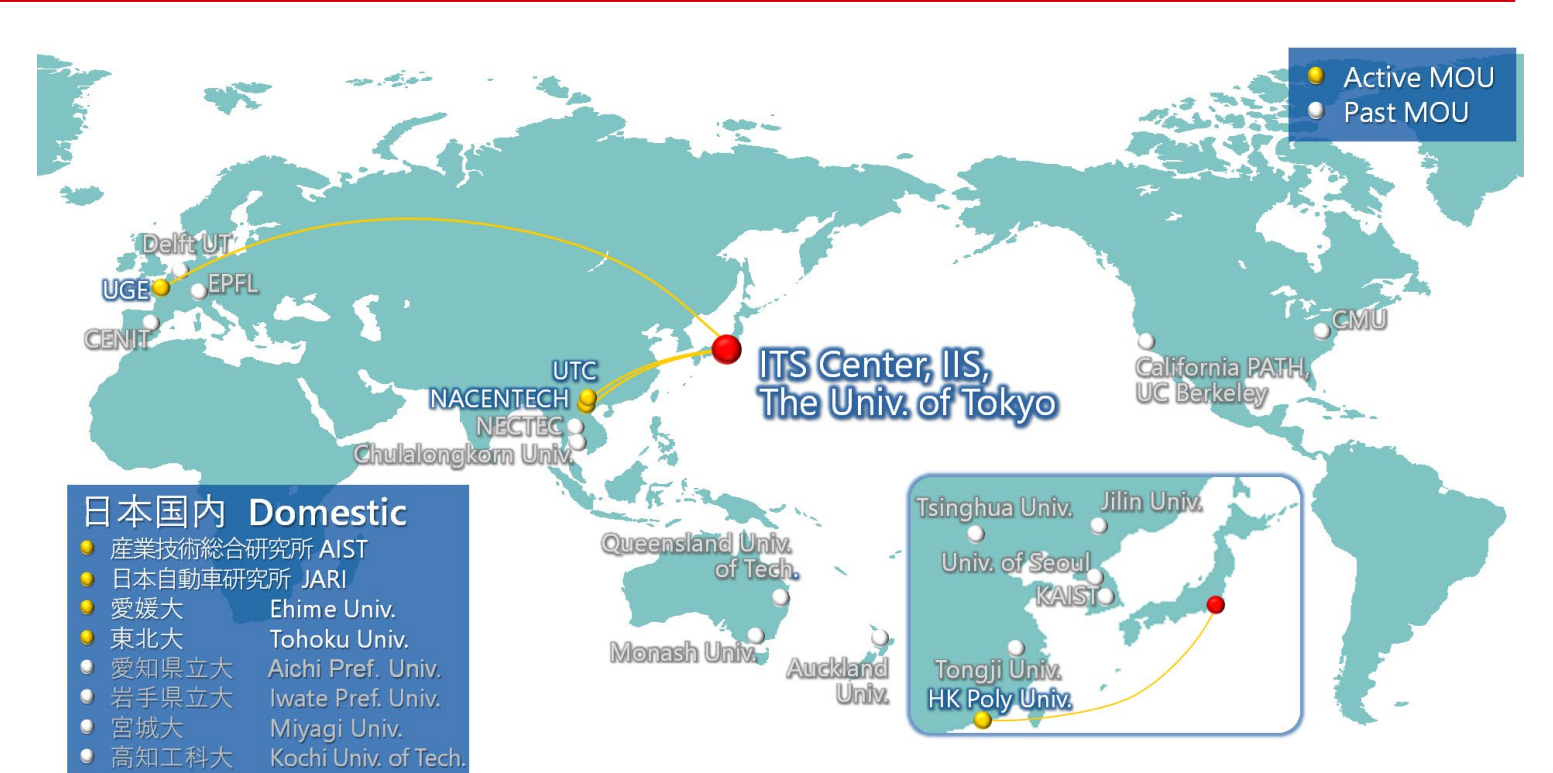 Active MOU
Past MOU
Delft UT
UGE
EPFL
CENIT
CMU
California PATH,
UC Berkeley
ITS Center, IIS,
The Univ. of Tokyo
UTC
NACENTECH
NECTEC
Chulalongkorn Univ.
Queensland Univ.
of Tech.
Monash Univ.
Auckland
Univ.
Tsinghua Univ.
Jilin Univ.
Univ. of Seoul
KAIST
Tongji Univ.
HK Poly Univ.
日本国内 Domestic
産業技術総合研究所 AIST
日本自動車研究所 JARI
愛媛大 Ehime Univ.
東北大 Tohoku Univ.
愛知県立大 Aichi Pref. Univ.
岩手県立大 Iwate Pref. Univ.
宮城大 Miyagi Univ.
高知工科大 Kochi Univ. of Tech.